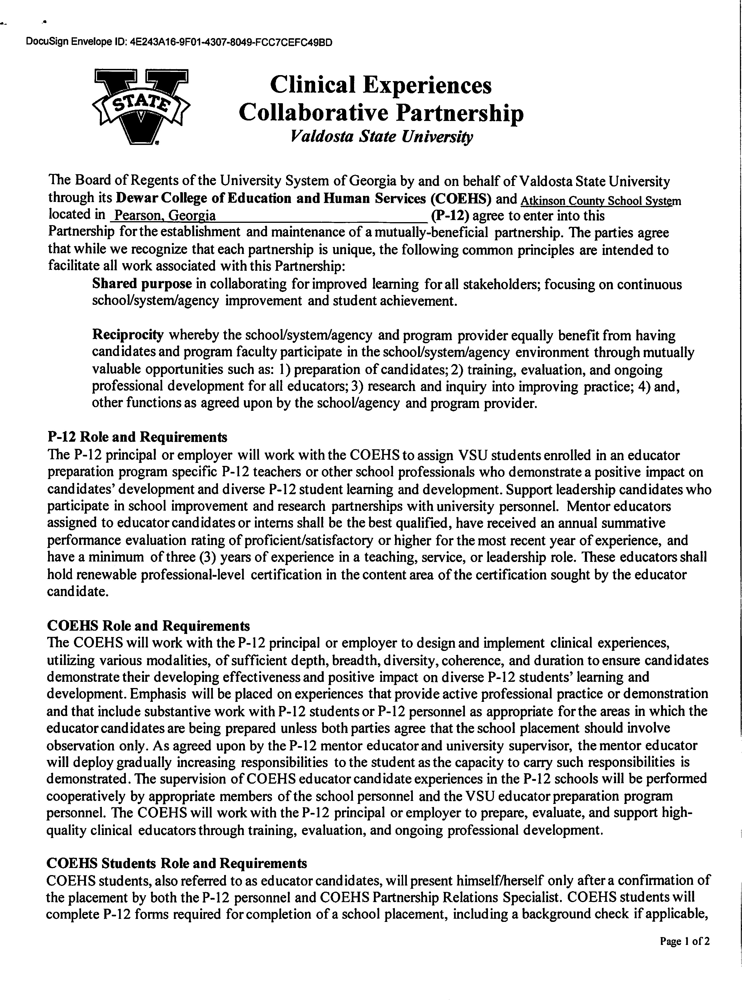 DocuSign Envelope ID: 4E243A16-9F01-4307-8049-FCC7CEFC49BD
STATE
V
Clinical Experiences
Collaborative Partnership
Valdosta State University
The Board of Regents of the University System of Georgia by and on behalf of Valdosta State University
through its Dewar College of Education and Human Services (COEHS) and Atkinson County School System
located in Pearson, Georgia (P-12) agree to enter into this
Partnership for the establishment and maintenance of a mutually-beneficial partnership. The parties agree
that while we recognize that each partnership is unique, the following common principles are intended to
facilitate all work associated with this Partnership:
Shared purpose in collaborating for improved learning for all stakeholders; focusing on continuous
school/system/agency improvement and student achievement.
Reciprocity whereby the school/system/agency and program provider equally benefit from having
candidates and program faculty participate in the school/system/agency environment through mutually
valuable opportunities such as: 1) preparation of candidates; 2) training, evaluation, and ongoing
professional development for all educators; 3) research and inquiry into improving practice; 4) and,
other functions as agreed upon by the school/agency and program provider.
P-12 Role and Requirements
The P-12 principal or employer will work with the COEHS to assign VSU students enrolled in an educator
preparation program specific P-12 teachers or other school professionals who demonstrate a positive impact on
candidates' development and diverse P-12 student learning and development. Support leadership candidates who
participate in school improvement and research partnerships with university personnel. Mentor educators
assigned to educator candidates or interns shall be the best qualified, have received an annual summative
performance evaluation rating of proficient/satisfactory or higher for the most recent year of experience, and
have a minimum of three (3) years of experience in a teaching, service, or leadership role. These educators shall
hold renewable professional-level certification in the content area of the certification sought by the educator
candidate.
COEHS Role and Requirements
The COEHS will work with the P-12 principal or employer to design and implement clinical experiences,
utilizing various modalities, of sufficient depth, breadth, diversity, coherence, and duration to ensure candidates
demonstrate their developing effectiveness and positive impact on diverse P-12 students' learning and
development. Emphasis will be placed on experiences that provide active professional practice or demonstration
and that include substantive work with P-12 students or P-12 personnel as appropriate for the areas in which the
educator candidates are being prepared unless both parties agree that the school placement should involve
observation only. As agreed upon by the P-12 mentor educator and university supervisor, the mentor educator
will deploy gradually increasing responsibilities to the student as the capacity to carry such responsibilities is
demonstrated. The supervision of COEHS educator candidate experiences in the P-12 schools will be performed
cooperatively by appropriate members of the school personnel and the VSU educator preparation program
personnel. The COEHS will work with the P-12 principal or employer to prepare, evaluate, and support high-
quality clinical educators through training, evaluation, and ongoing professional development.
COEHS Students Role and Requirements
COEHS students, also referred to as educator candidates, will present himself/herself only after a confirmation of
the placement by both the P-12 personnel and COEHS Partnership Relations Specialist. COEHS students will
complete P-12 forms required for completion of a school placement, including a background check if applicable,
Page 1 of 2